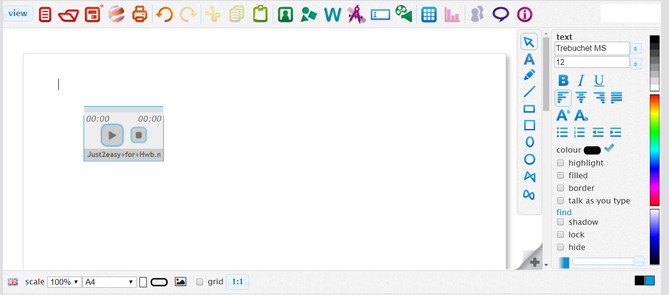 view
W
00:00 00:00
Just2easy+for+Hwb.n
A
text
Trebuchet MS
12
B I U
A A
colour
highlight
filled
border
talk as you type
find
shadow
lock
hide
scale 100% A4 grid 1:1